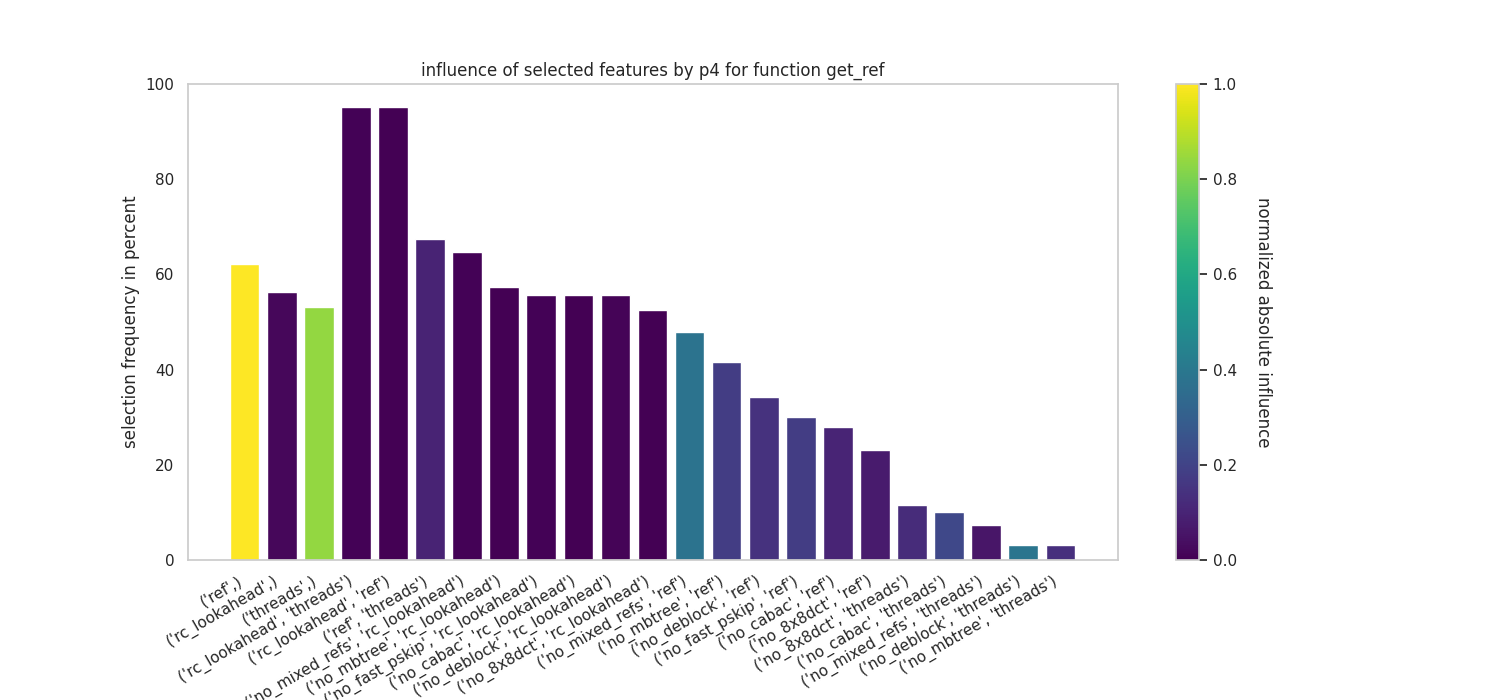 influence of selected features by p4 for function get_ref
100
80
60
40
20
0
selection frequency in percent
('ref',)
('rc_lookahead',)
('threads',)
('rc_lookahead', 'threads')
('rc_lookahead', 'ref')
('ref', 'threads')
('no_mixed_refs', 'rc_lookahead')
('no_mbtree', 'rc_lookahead')
('no_fast_pskip', 'rc_lookahead')
('no_cabac', 'rc_lookahead')
('no_deblock', 'rc_lookahead')
('no_8x8dct', 'rc_lookahead')
('no_mixed_refs', 'ref')
('no_mbtree', 'ref')
('no_deblock', 'ref')
('no_fast_pskip', 'ref')
('no_cabac', 'ref')
('no_8x8dct', 'ref')
('no_8x8dct', 'threads')
('no_cabac', 'threads')
('no_mixed_refs', 'threads')
('no_deblock', 'threads')
('no_mbtree', 'threads')
1.0
0.8
0.6
0.4
0.2
0.0
normalized absolute influence